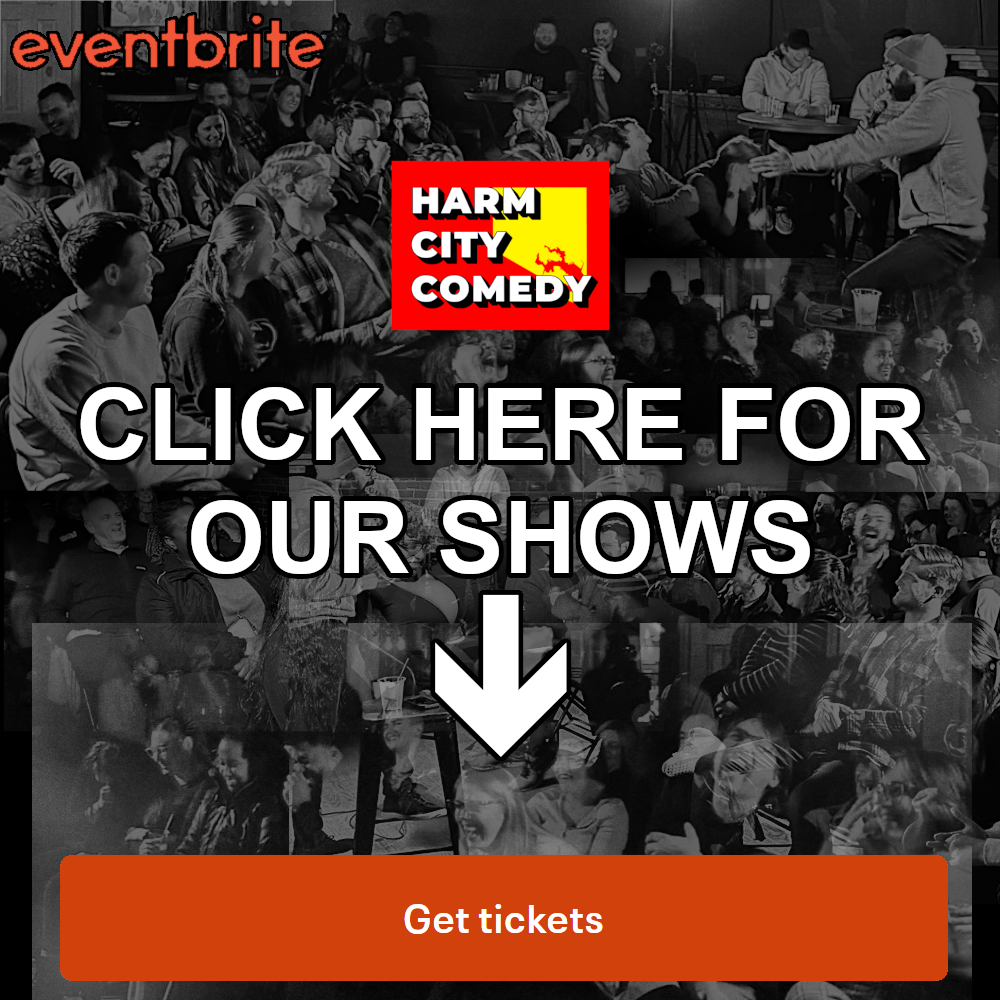 eventbrite
HARM
CITY
COMEDY
CLICK HERE FOR
OUR SHOWS
Get tickets